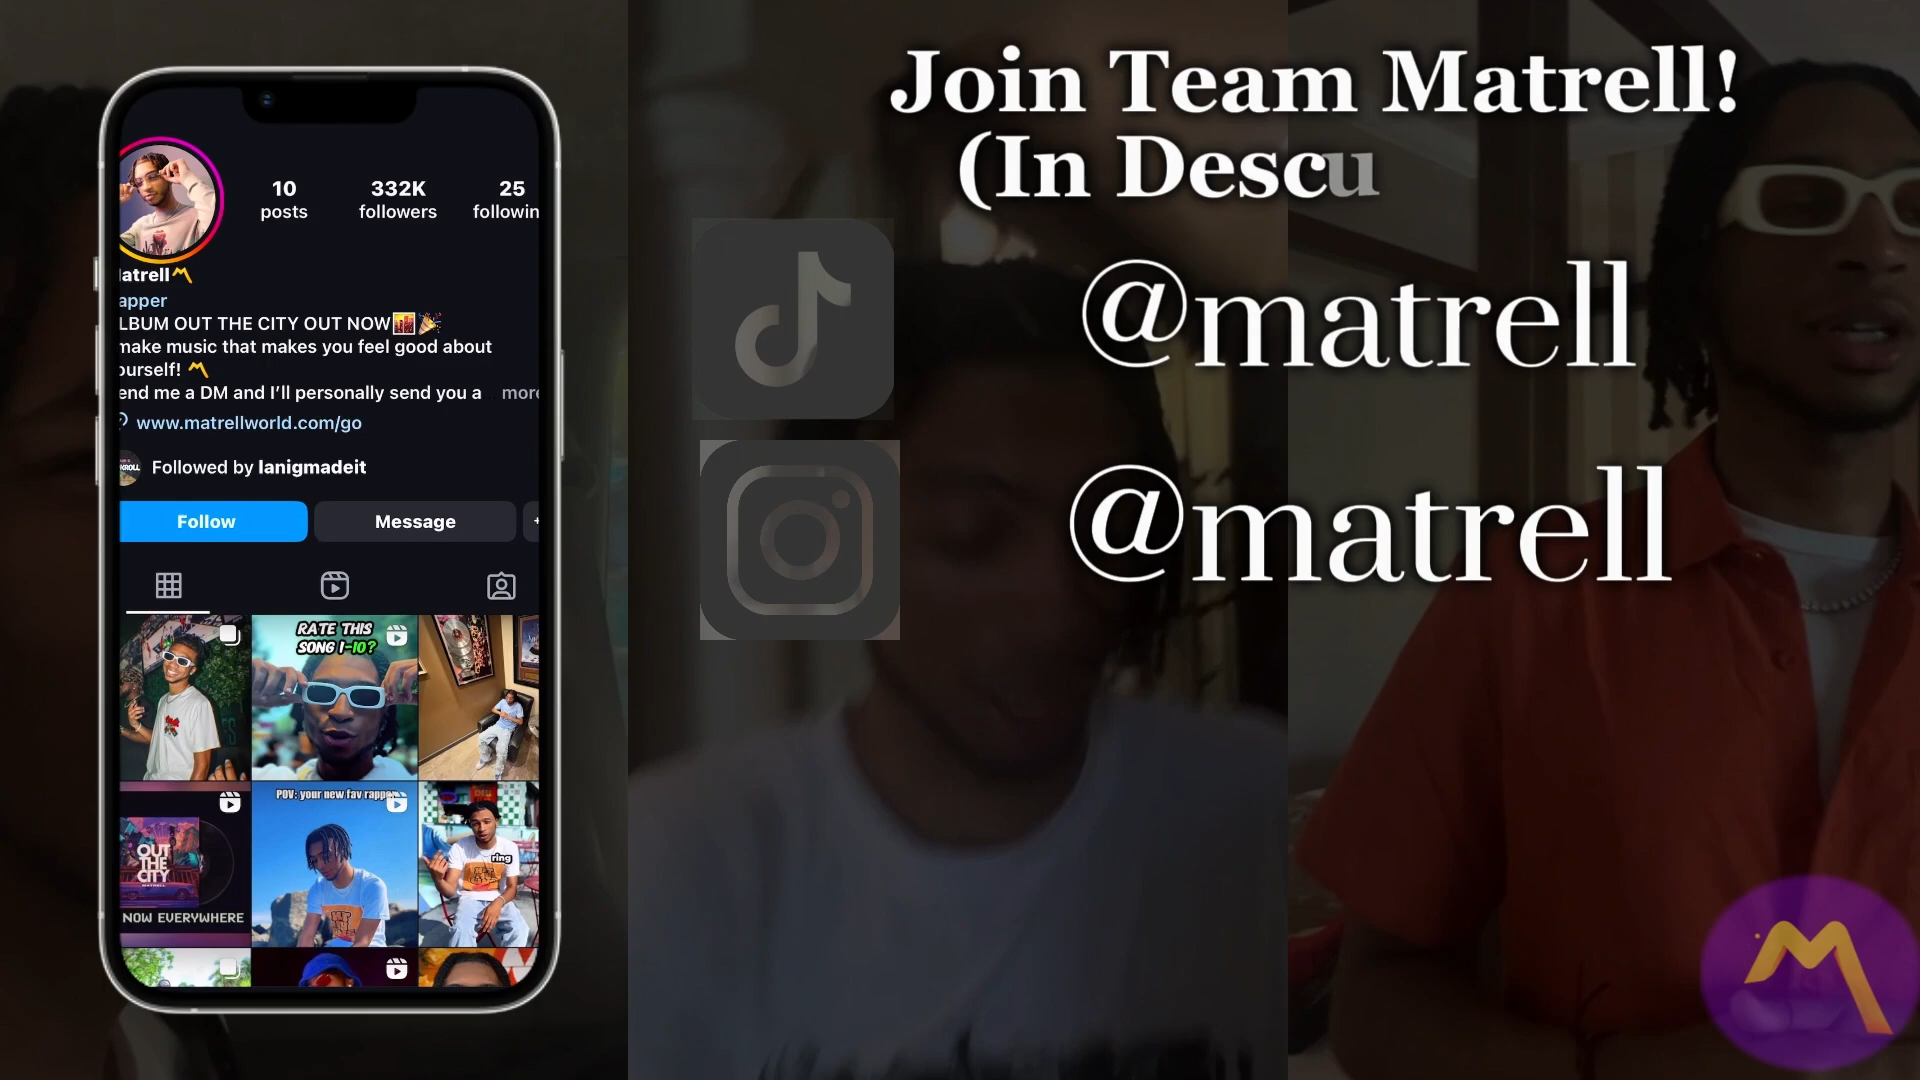 Join Team Matrell!
(In Descu
@matrell
@matrell
10 posts
332K followers
25 followin
latrell
apper
LBUM OUT THE CITY OUT NOW
make music that makes you feel good about
ourself!
end me a DM and I'll personally send you a more
www.matrellworld.com/go
Followed by lanigmadeit
Follow
Message
RATE THIS
SONG 1-10?
OUT
THE
CITY
MATRELL
NOW EVERYWHERE
POV: your new fav rapper
ring